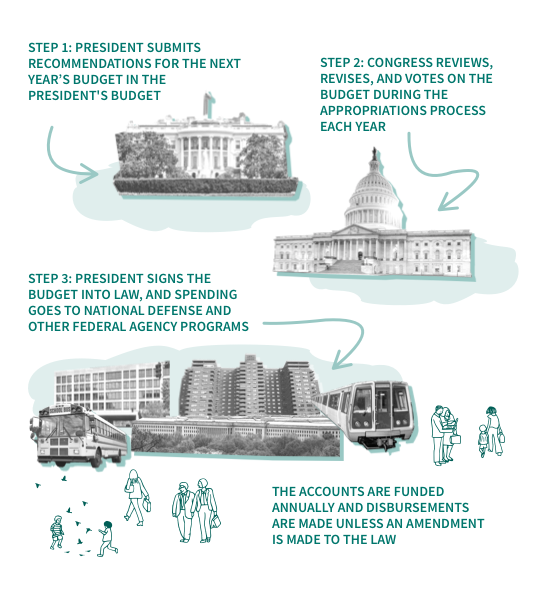 STEP 1: PRESIDENT SUBMITS
RECOMMENDATIONS FOR THE NEXT
YEAR'S BUDGET IN THE
PRESIDENT'S BUDGET
STEP 2: CONGRESS REVIEWS,
REVISES, AND VOTES ON THE
BUDGET DURING THE
APPROPRIATIONS PROCESS
EACH YEAR
STEP 3: PRESIDENT SIGNS THE
BUDGET INTO LAW, AND SPENDING
GOES TO NATIONAL DEFENSE AND
OTHER FEDERAL AGENCY PROGRAMS
THE ACCOUNTS ARE FUNDED
ANNUALLY AND DISBURSEMENTS
ARE MADE UNLESS AN AMENDMENT
IS MADE TO THE LAW